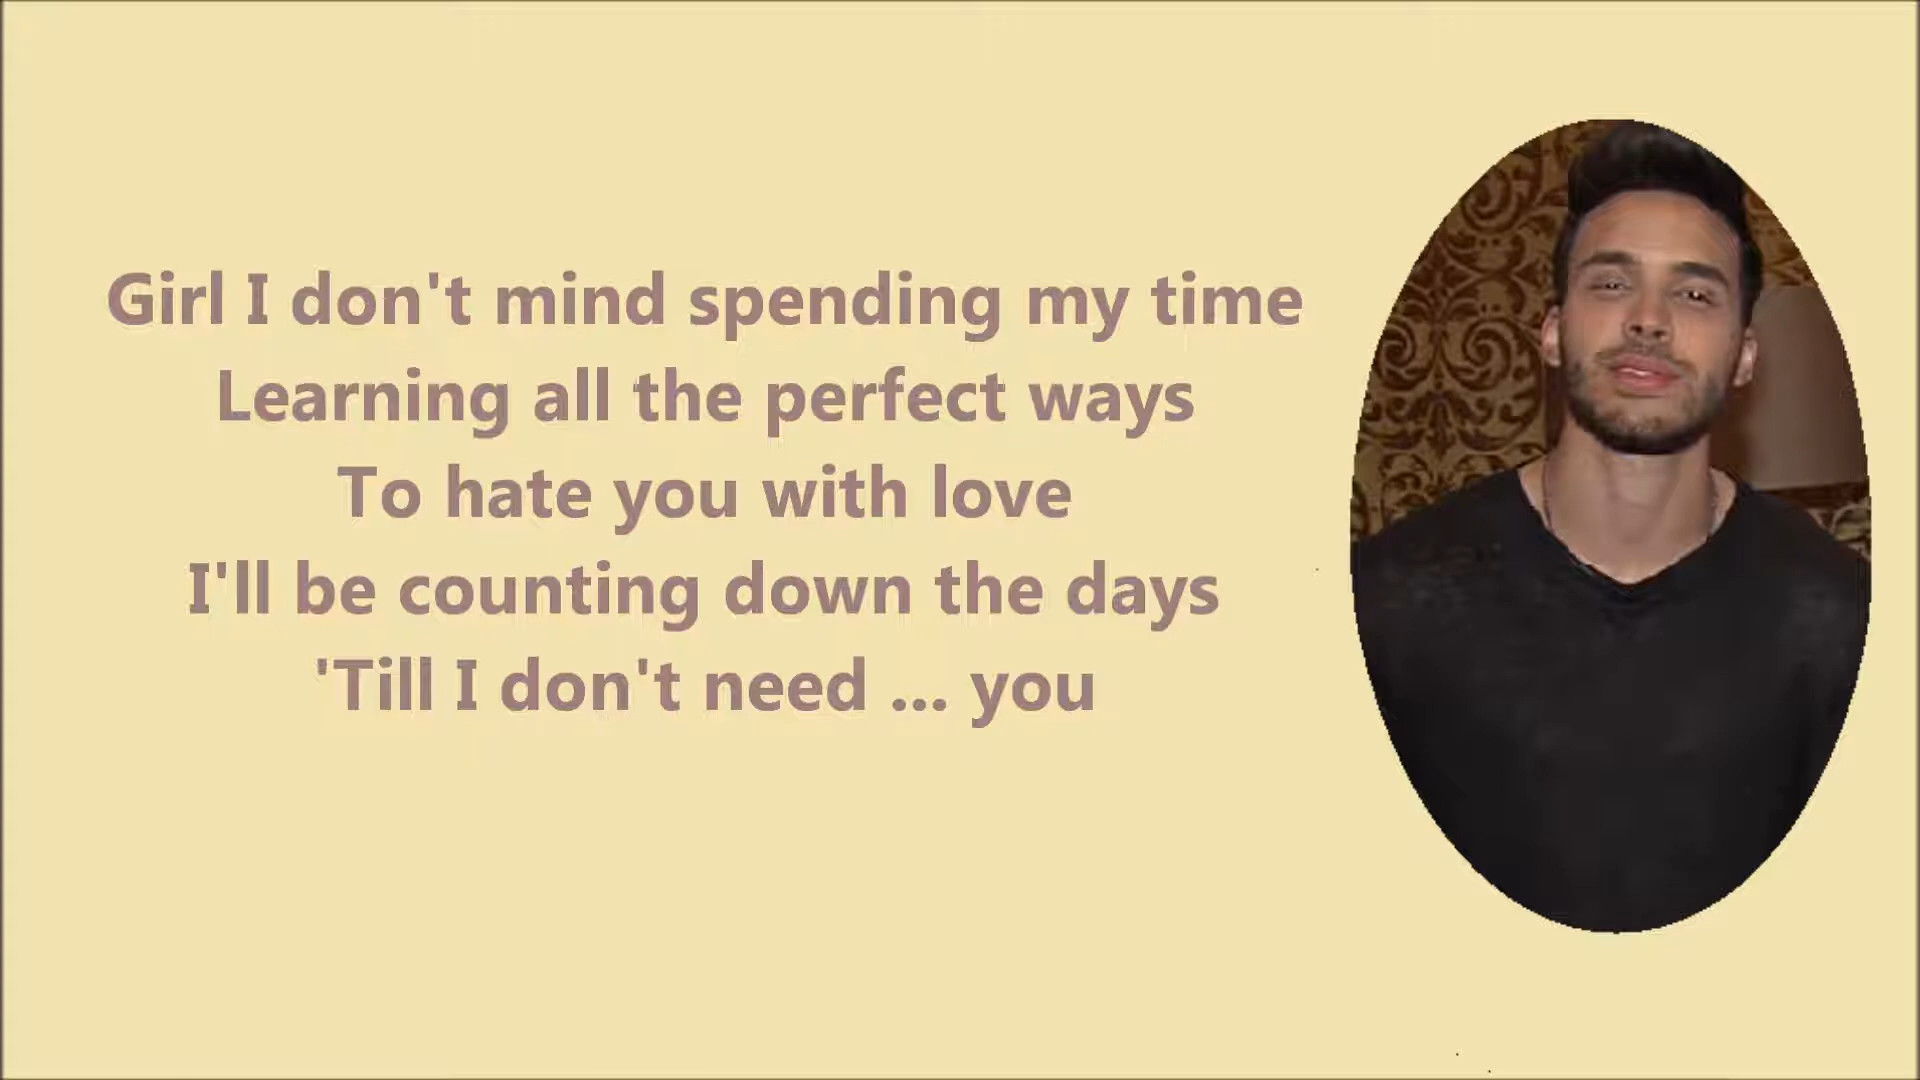 Girl I don't mind spending my time
Learning all the perfect ways
To hate you with love
I'll be counting down the days
'Till I don't need ... you